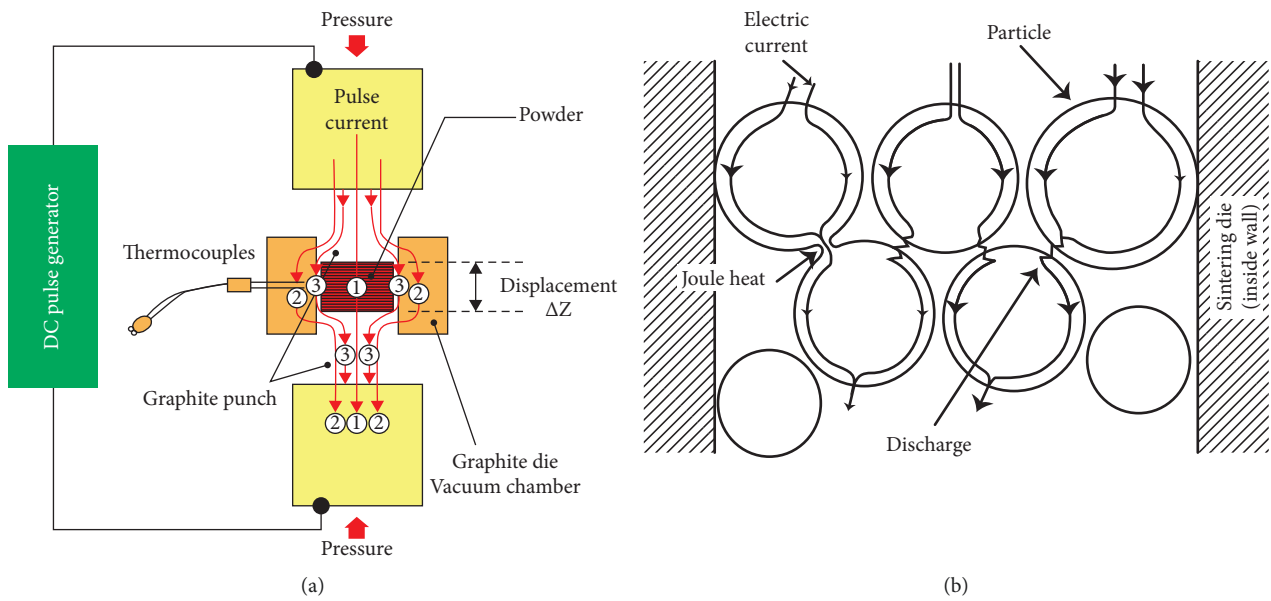 Pressure
Pulse
current
Powder
DC pulse generator
Thermocouples
3
1
3
2
2
Displacement
ΔZ
3
3
Graphite punch
2
1
2
Graphite die
Vacuum chamber
Pressure
(a)
Electric
current
Particle
Joule heat
Sintering die
(inside wall)
Discharge
(b)